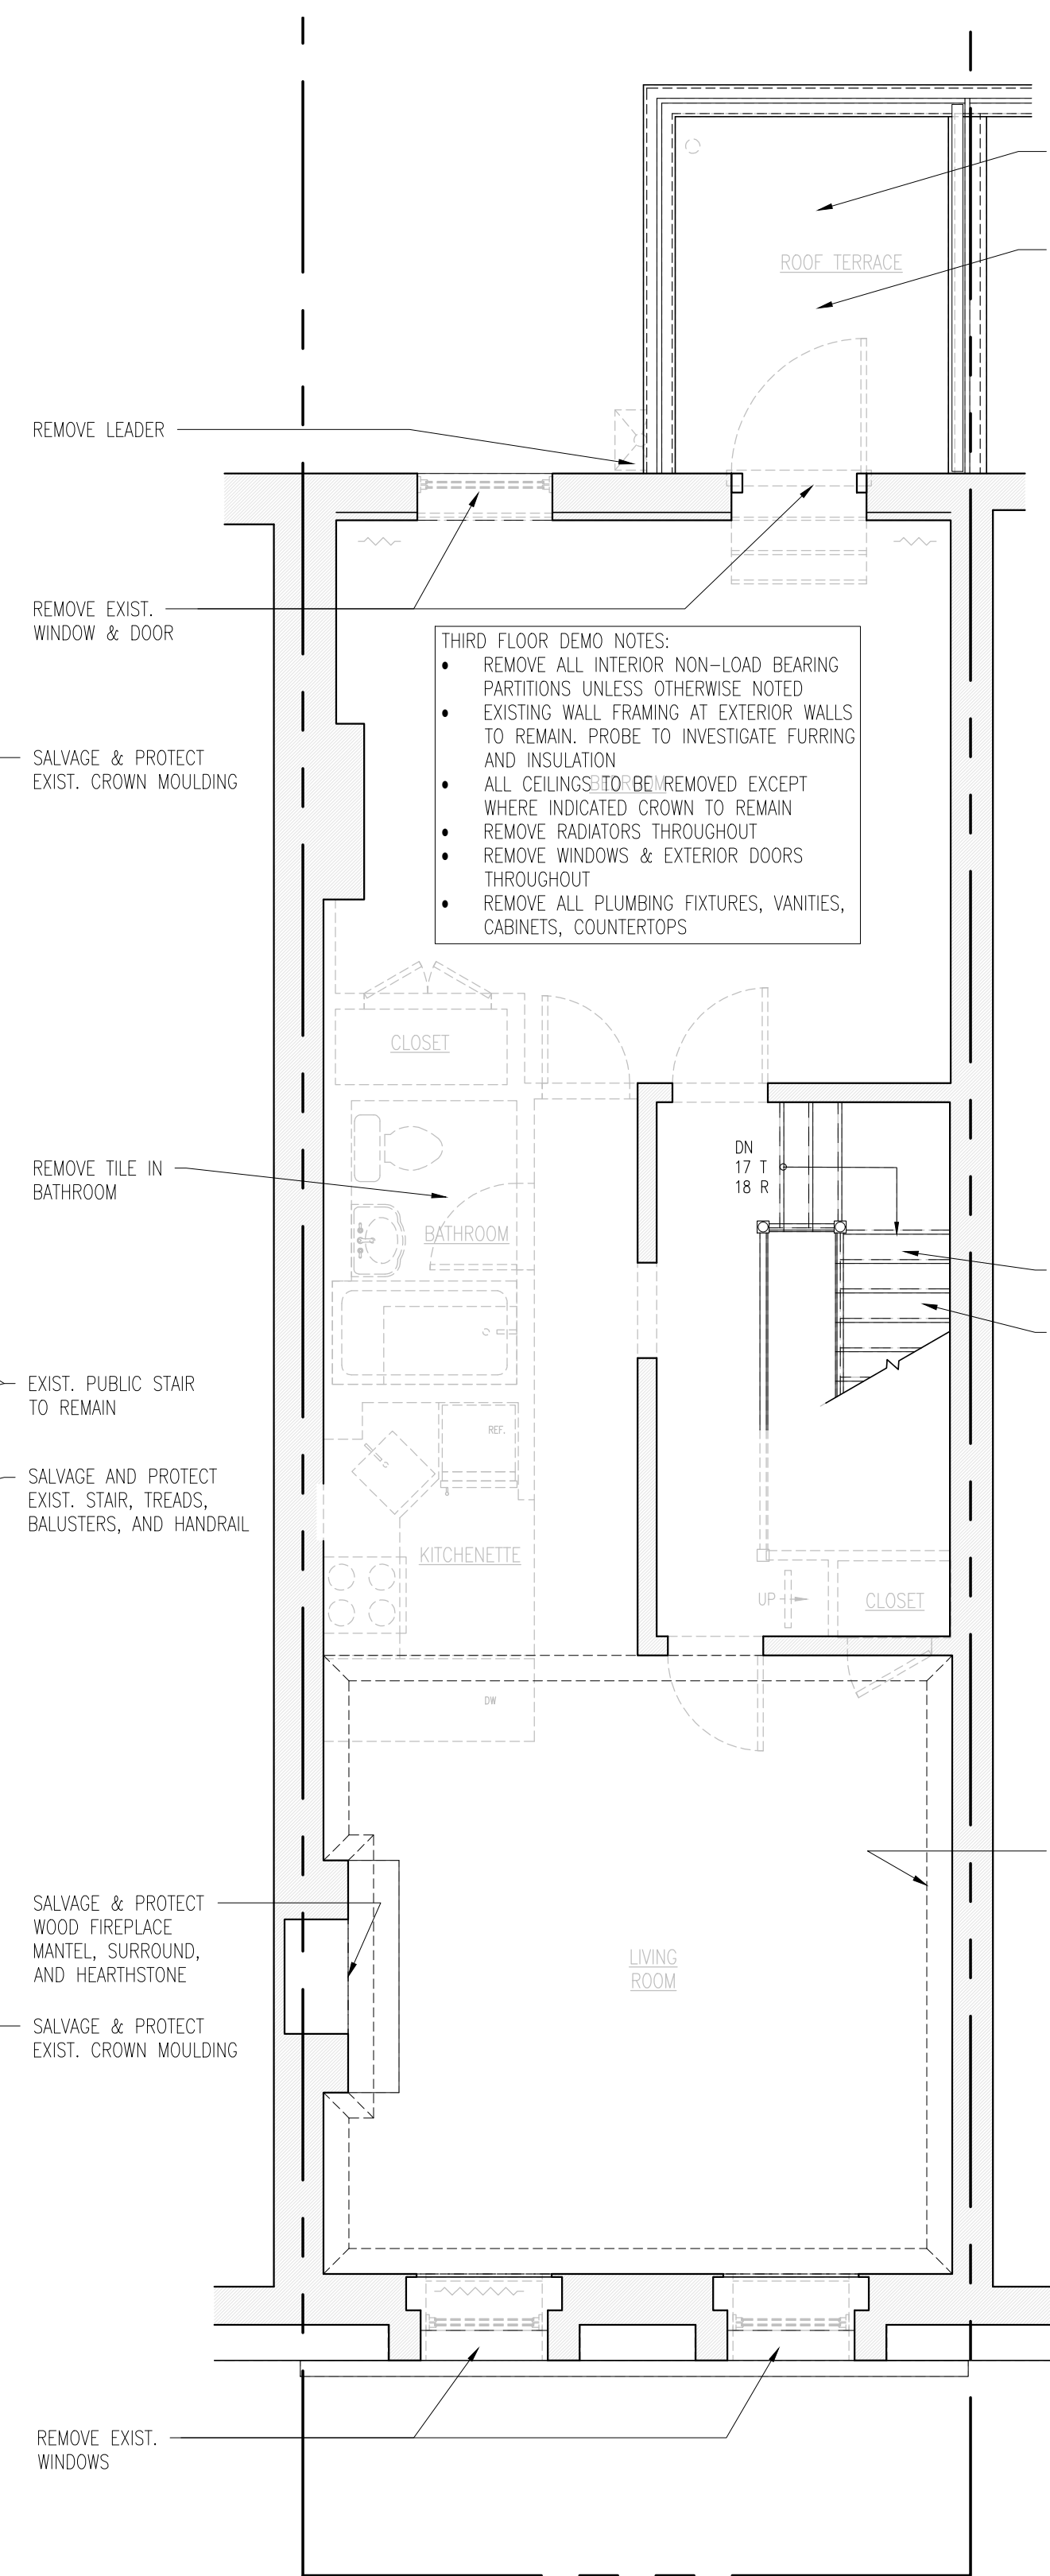 ROOF TERRACE
REMOVE LEADER
REMOVE EXIST.
WINDOW & DOOR
THIRD FLOOR DEMO NOTES:
• REMOVE ALL INTERIOR NON-LOAD BEARING
PARTITIONS UNLESS OTHERWISE NOTED
• EXISTING WALL FRAMING AT EXTERIOR WALLS
TO REMAIN. PROBE TO INVESTIGATE FURRING
AND INSULATION
• ALL CEILINGS TO BE REMOVED EXCEPT
WHERE INDICATED CROWN TO REMAIN
• REMOVE RADIATORS THROUGHOUT
• REMOVE WINDOWS & EXTERIOR DOORS
THROUGHOUT
• REMOVE ALL PLUMBING FIXTURES, VANITIES,
CABINETS, COUNTERTOPS
BEDROOM
SALVAGE & PROTECT
EXIST. CROWN MOULDING
CLOSET
REMOVE TILE IN
BATHROOM
DN
17 T
18 R
BATHROOM
EXIST. PUBLIC STAIR
TO REMAIN
REF.
SALVAGE AND PROTECT
EXIST. STAIR, TREADS,
BALUSTERS, AND HANDRAIL
KITCHENETTE
UP
CLOSET
DW
SALVAGE & PROTECT
WOOD FIREPLACE
MANTEL, SURROUND,
AND HEARTHSTONE
LIVING
ROOM
SALVAGE & PROTECT
EXIST. CROWN MOULDING
REMOVE EXIST.
WINDOWS